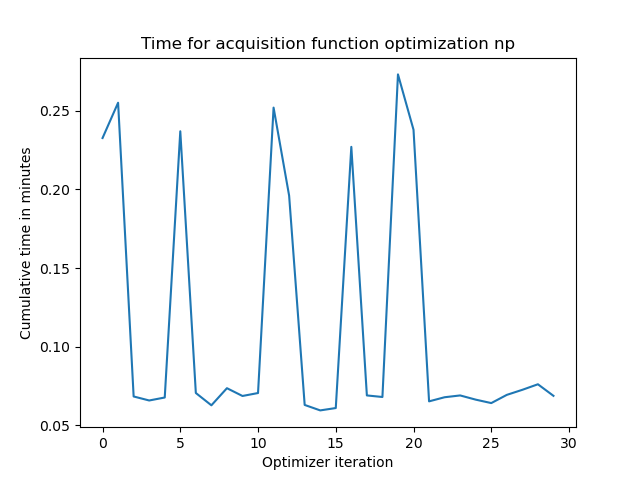 Time for acquisition function optimization np
Cumulative time in minutes
0.25
0.20
0.15
0.10
0.05
0 5 10 15 20 25 30
Optimizer iteration